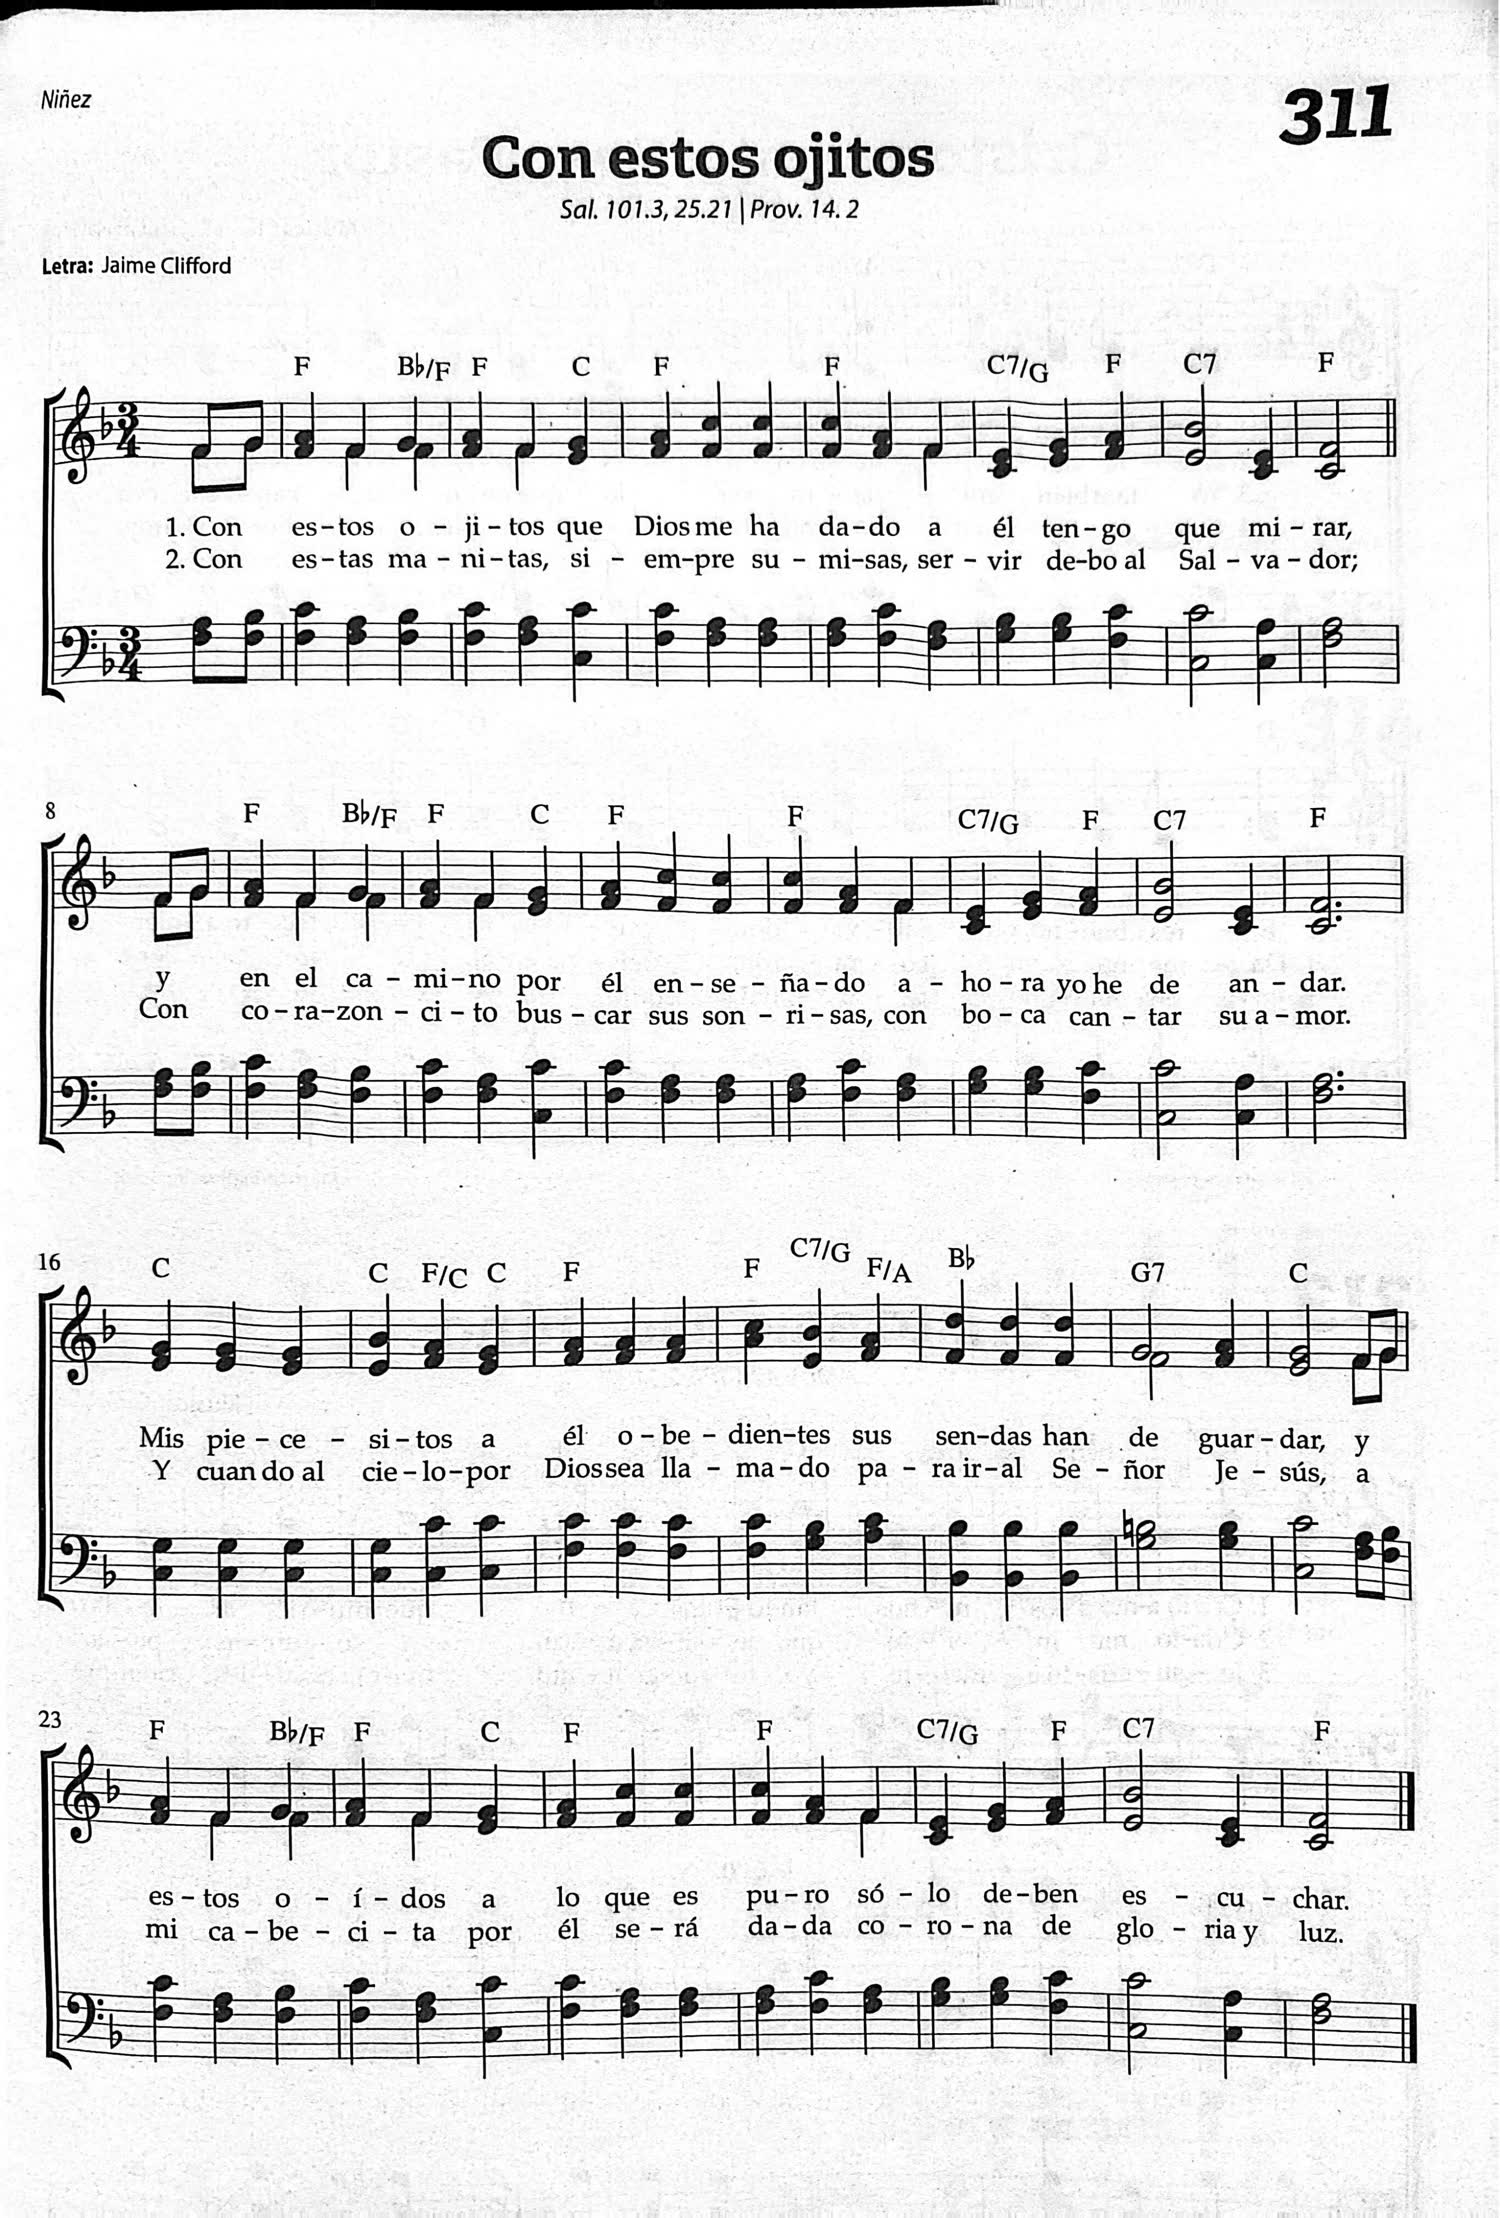 Niñez
311
Con estos ojitos
Sal. 101.3, 25.21 | Prov. 14. 2
Letra: Jaime Clifford
F B♭/F F C F F C7/G F C7 F
3/4
1. Con es-tos o-ji-tos que Dios me ha da-do a él ten-go que mi-rar,
2. Con es-tas ma-ni-tas, si-em-pre su-mi-sas, ser-vir de-bo al Sal-va-dor;
3/4
8
F B♭/F F C F F C7/G F C7 F
y en el ca-mi-no por él en-se-ña-do a-ho-ra yo he de an-dar.
Con co-ra-zon-ci-to bus-car sus son-ri-sas, con bo-ca can-tar su a-mor.
16
C C F/C C F F C7/G F/A B♭ G7 C
Mis pie-ce-si-tos a él o-be-dien-tes sus sen-das han de guar-dar, y
Y cuan do al cie-lo-por Dios sea lla-ma-do pa-ra ir-al Se-ñor Je-sús, a
23
F B♭/F F C F F C7/G F C7 F
es-tos o-í-dos a lo que es pu-ro só-lo de-ben es-cu-char.
mi ca-be-ci-ta por él se-rá da-da co-ro-na de glo-ria y luz.